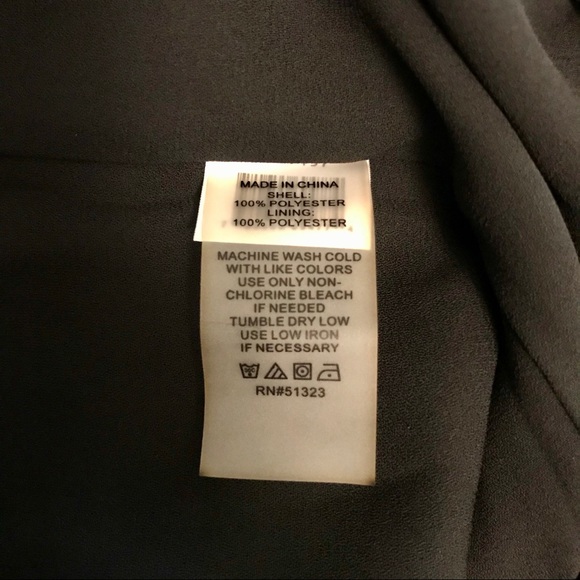 MADE IN CHINA
SHELL:
100% POLYESTER
LINING:
100% POLYESTER
MACHINE WASH COLD
WITH LIKE COLORS
USE ONLY NON-
CHLORINE BLEACH
IF NEEDED
TUMBLE DRY LOW
USE LOW IRON
IF NECESSARY
RN#51323